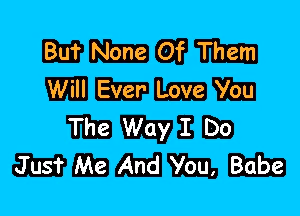 But None Of Them
Will Ever Love You
The Way I Do
Just Me And You, Babe